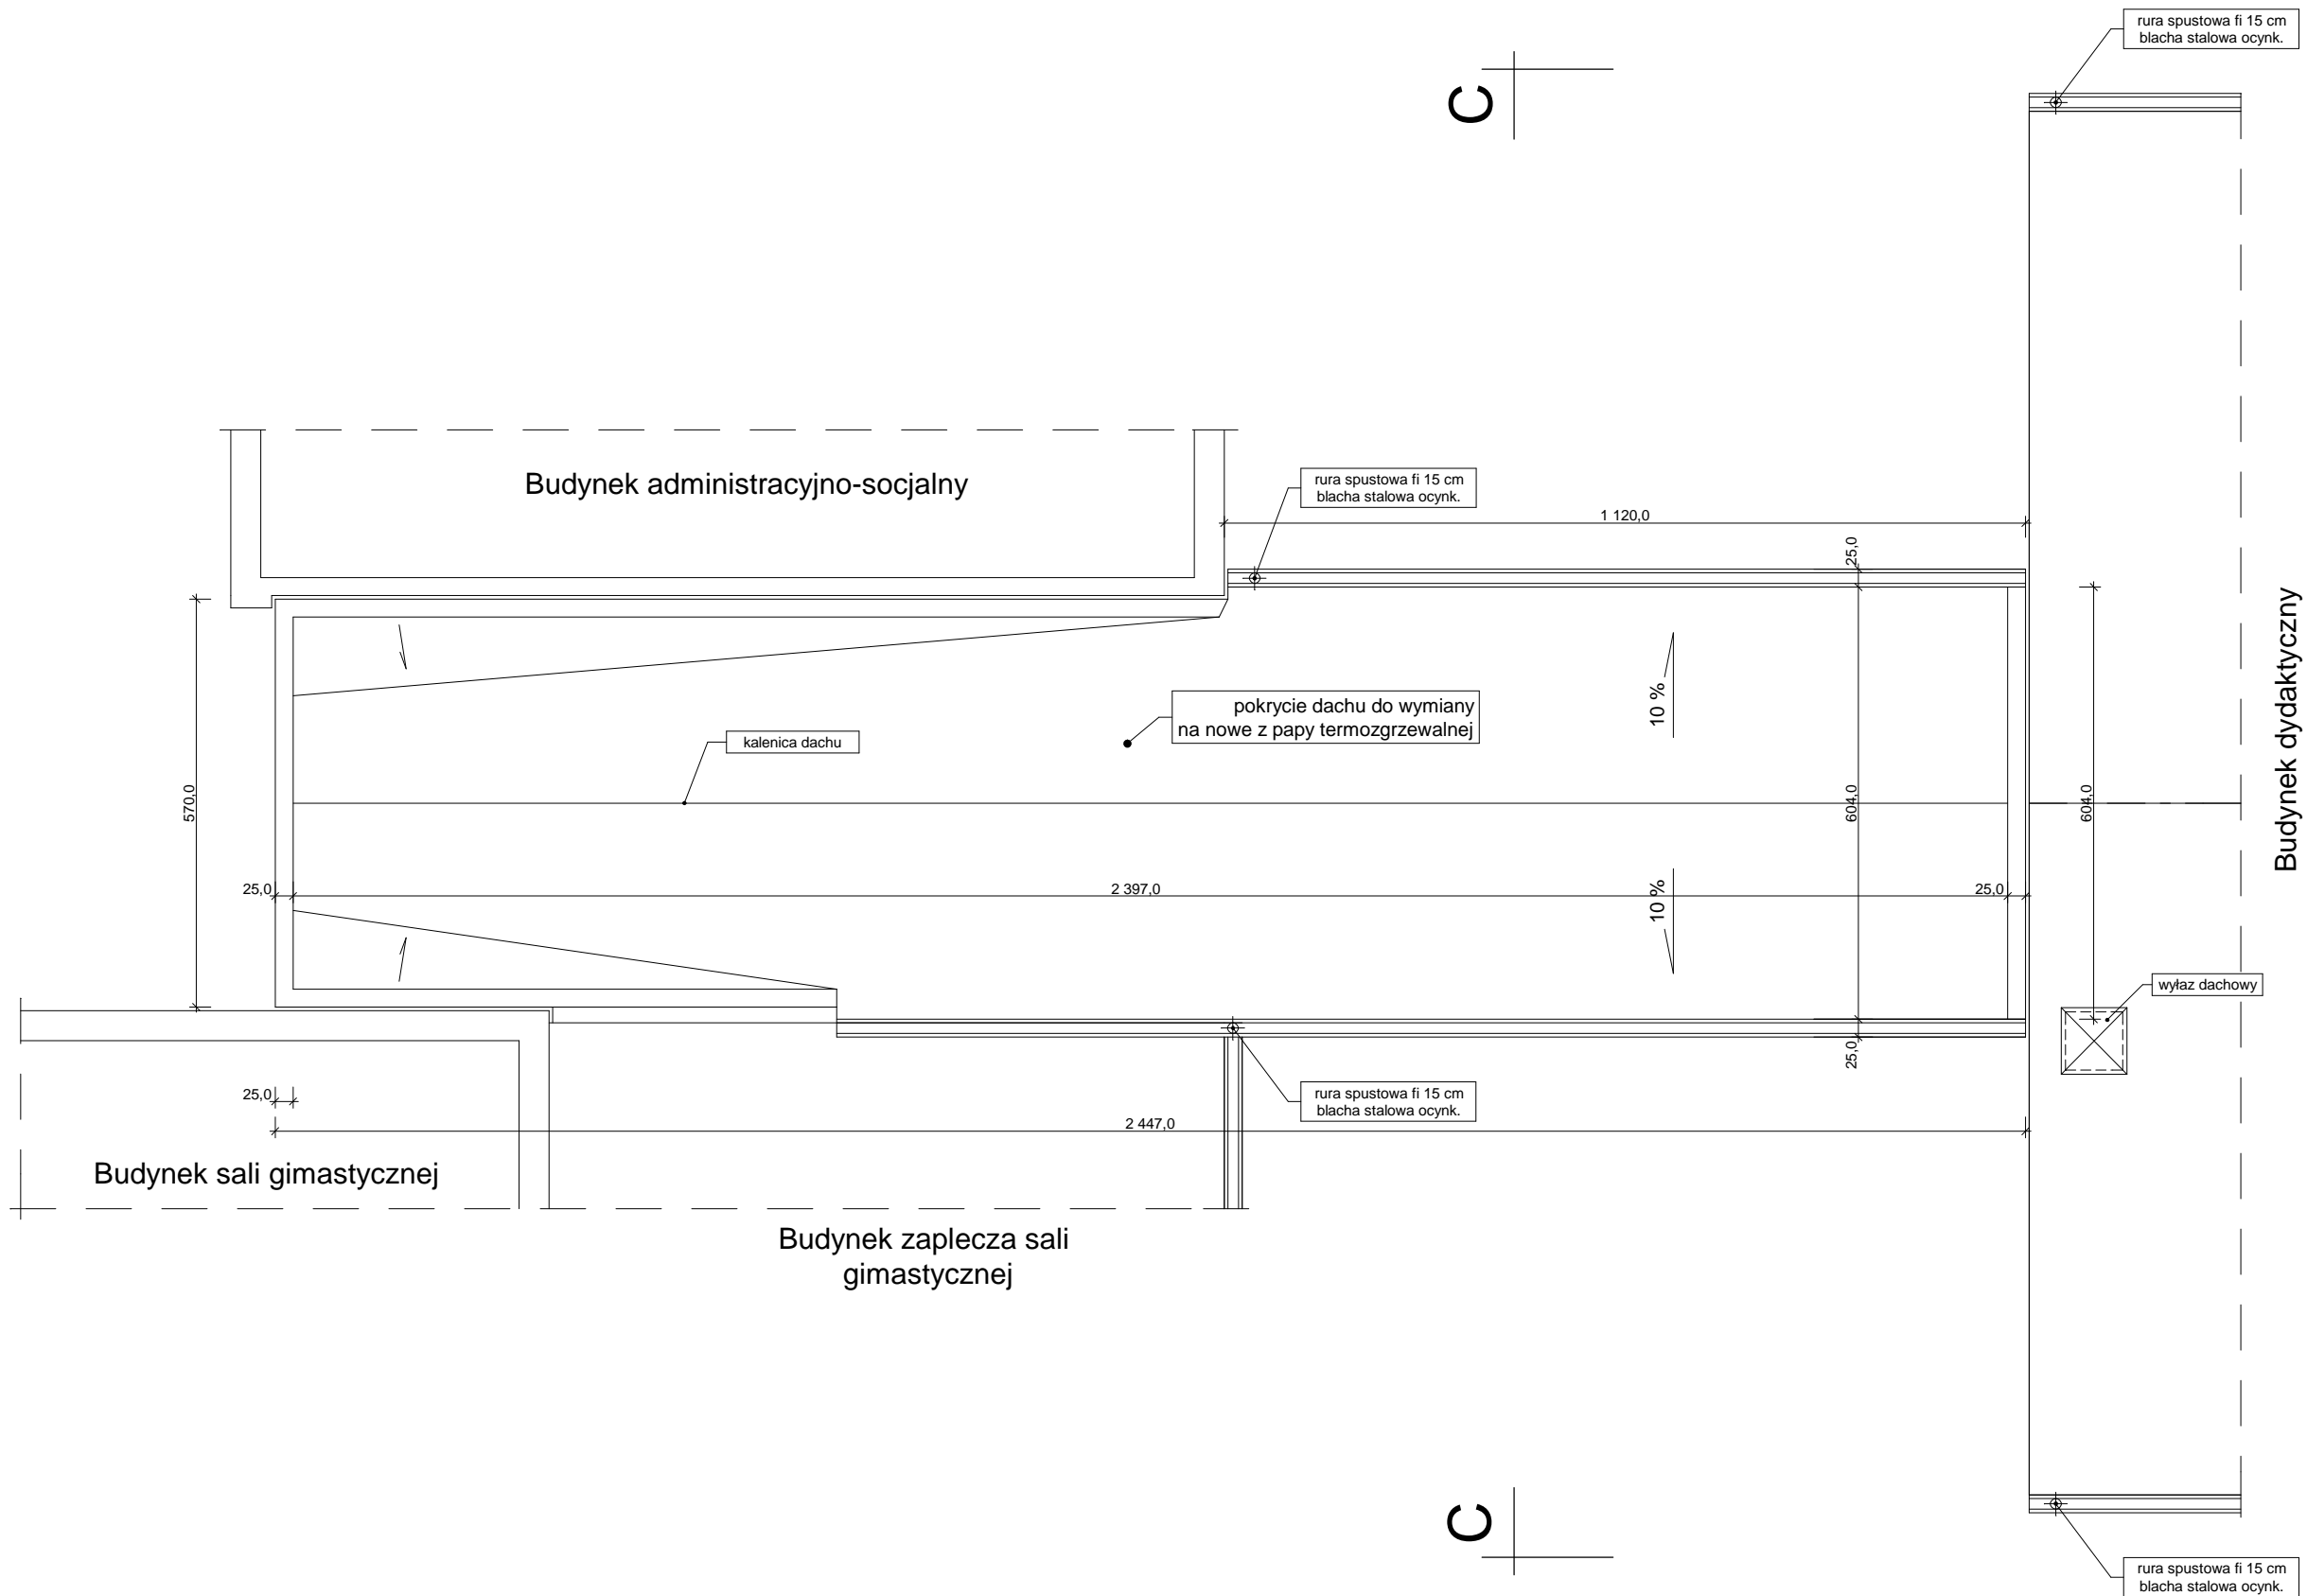 rura spustowa fi 15 cm
blacha stalowa ocynk.
C
Budynek administracyjno-socjalny
rura spustowa fi 15 cm
blacha stalowa ocynk.
1 120,0
25,0
pokrycie dachu do wymiany
na nowe z papy termozgrzewalnej
10 %
kalenica dachu
570,0
604,0
604,0
Budynek dydaktyczny
25,0
2 397,0
10 %
25,0
wyłaz dachowy
25,0
25,0
rura spustowa fi 15 cm
blacha stalowa ocynk.
2 447,0
Budynek sali gimastycznej
Budynek zaplecza sali
gimastycznej
C
rura spustowa fi 15 cm
blacha stalowa ocynk.